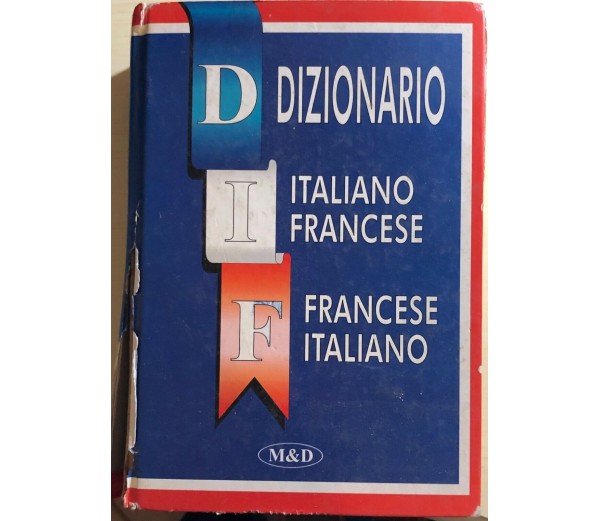 D DIZIONARIO
I ITALIANO
FRANCESE
F FRANCESE
ITALIANO
M&D